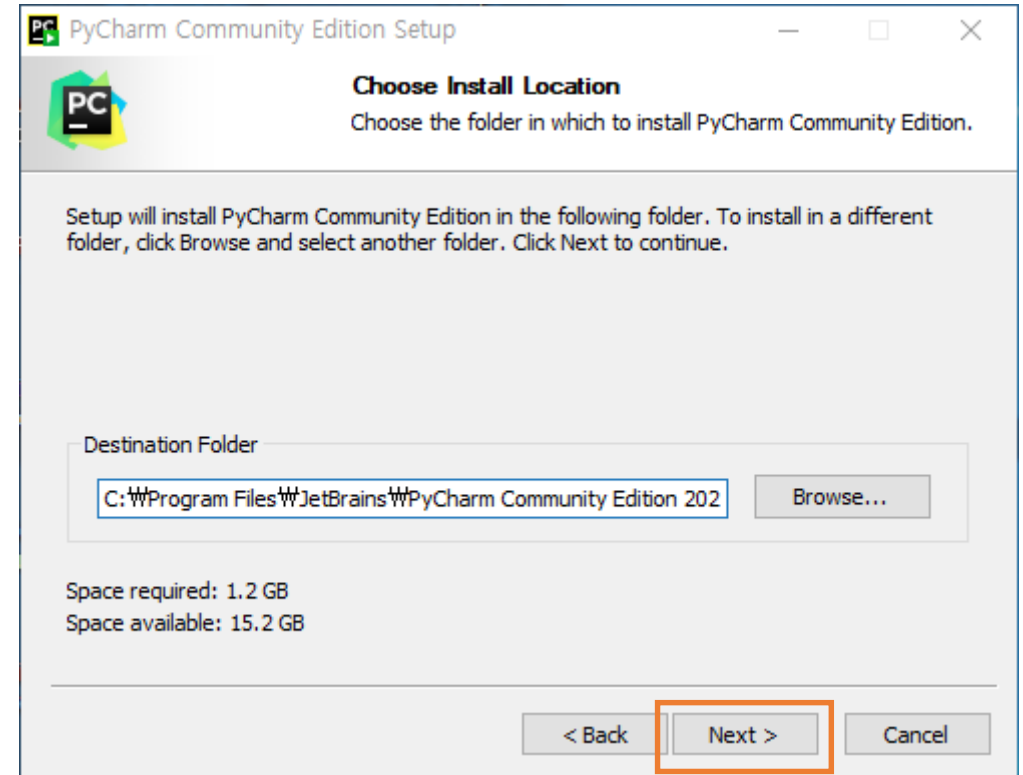 PC
PyCharm Community Edition Setup
PC
Choose Install Location
Choose the folder in which to install PyCharm Community Edition.
Setup will install PyCharm Community Edition in the following folder. To install in a different
folder, click Browse and select another folder. Click Next to continue.
Destination Folder
C:₩Program Files₩JetBrains₩PyCharm Community Edition 202
Browse...
Space required: 1.2 GB
Space available: 15.2 GB
< Back
Next >
Cancel